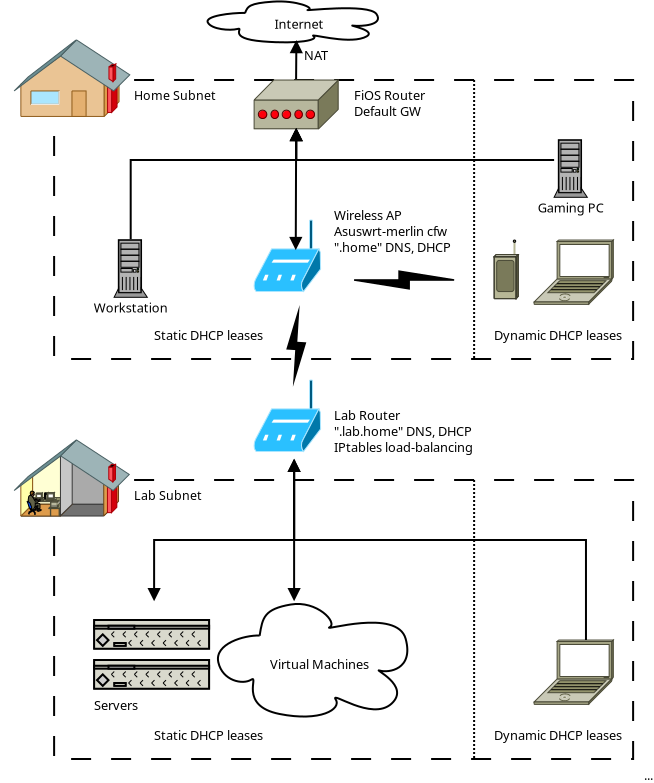 Internet
NAT
Home Subnet
FiOS Router
Default GW
Gaming PC
Wireless AP
Asuswrt-merlin cfw
".home" DNS, DHCP
Workstation
Static DHCP leases
Dynamic DHCP leases
Lab Router
".lab.home" DNS, DHCP
IPtables load-balancing
Lab Subnet
Virtual Machines
Servers
Static DHCP leases
Dynamic DHCP leases
...